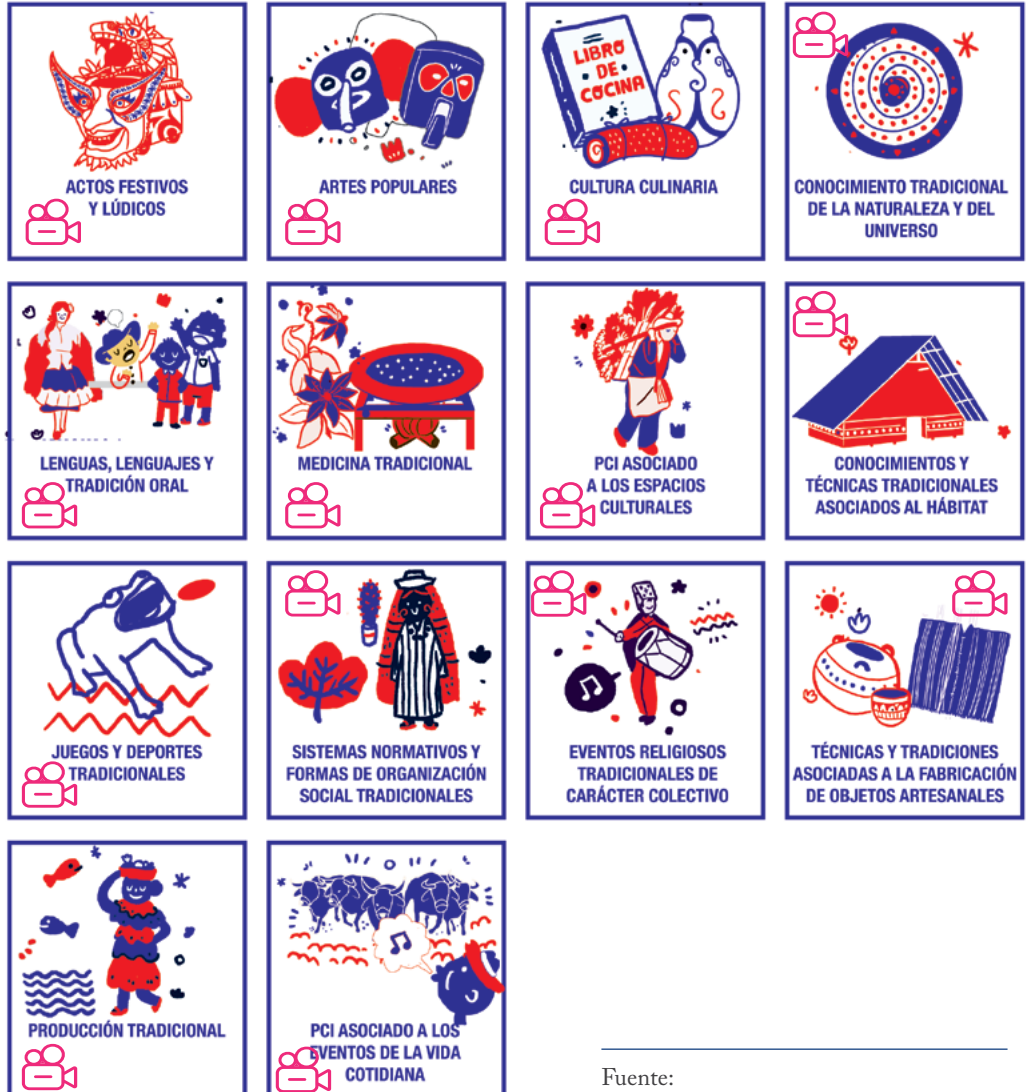 ACTOS FESTIVOS
Y LÚDICOS
ARTES POPULARES
LIBRO
DE
COCINA
CULTURA CULINARIA
CONOCIMIENTO TRADICIONAL
DE LA NATURALEZA Y DEL
UNIVERSO
LENGUAS, LENGUAJES Y
TRADICIÓN ORAL
MEDICINA TRADICIONAL
PCI ASOCIADO
A LOS ESPACIOS
CULTURALES
CONOCIMIENTOS Y
TÉCNICAS TRADICIONALES
ASOCIADOS AL HÁBITAT
JUEGOS Y DEPORTES
TRADICIONALES
SISTEMAS NORMATIVOS Y
FORMAS DE ORGANIZACIÓN
SOCIAL TRADICIONALES
EVENTOS RELIGIOSOS
TRADICIONALES DE
CARÁCTER COLECTIVO
TÉCNICAS Y TRADICIONES
ASOCIADAS A LA FABRICACIÓN
DE OBJETOS ARTESANALES
PRODUCCIÓN TRADICIONAL
PCI ASOCIADO A LOS
EVENTOS DE LA VIDA
COTIDIANA
Fuente: